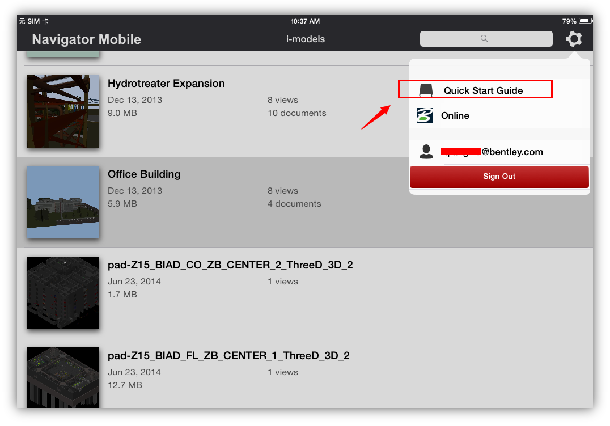 无 SIM 卡
10:37 AM
79%
Navigator Mobile
i-models
Hydrotreater Expansion
Dec 13, 2013
8 views
9.0 MB
10 documents
Quick Start Guide
Online
@bentley.com
Sign Out
Office Building
Dec 13, 2013
8 views
5.9 MB
4 documents
pad-Z15_BIAD_CO_ZB_CENTER_2_ThreeD_3D_2
Jun 23, 2014
1 views
1.7 MB
pad-Z15_BIAD_FL_ZB_CENTER_1_ThreeD_3D_2
Jun 23, 2014
1 views
12.7 MB